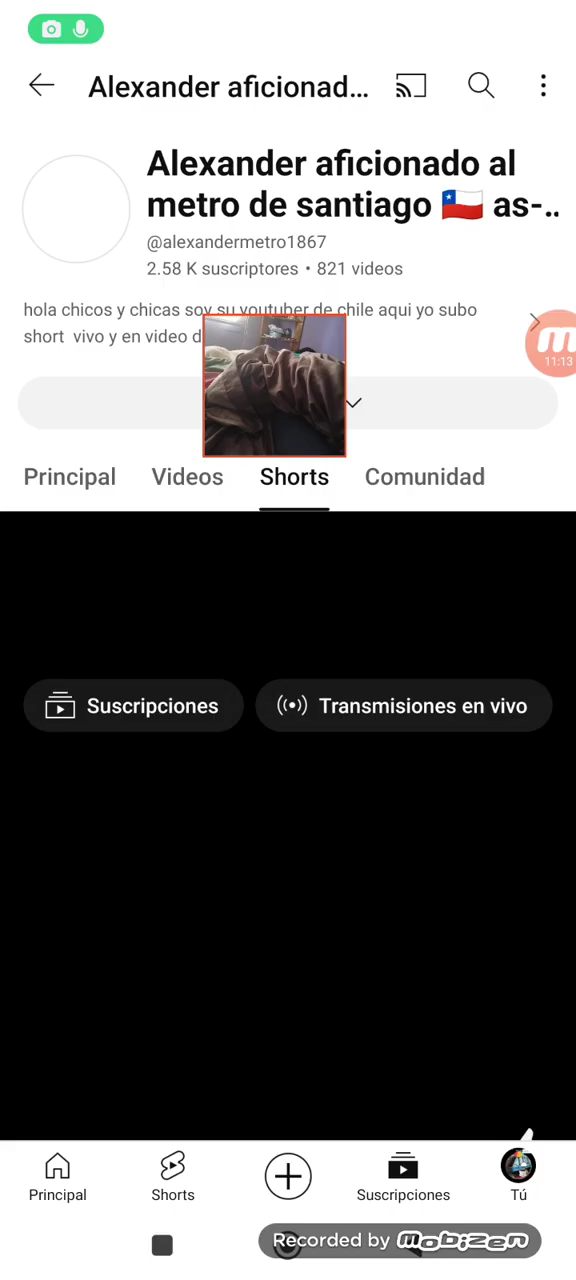 Alexander aficionad...
Alexander aficionado al
metro de santiago 🇨🇱 as-..
@alexandermetro1867
2.58 K suscriptores • 821 videos
hola chicos y chicas soy su youtuber de chile aqui yo subo
short vivo y en video d
11:13
Principal Videos Shorts Comunidad
Suscripciones Transmisiones en vivo
Principal Shorts Suscripciones Tú
Recorded by mobizen